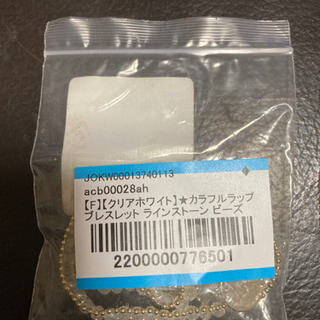 JOKW00013740113
acb00028ah
【F】【クリアホワイト】★カラフルラップ
ブレスレット ラインストーン ビーズ
2200000776501